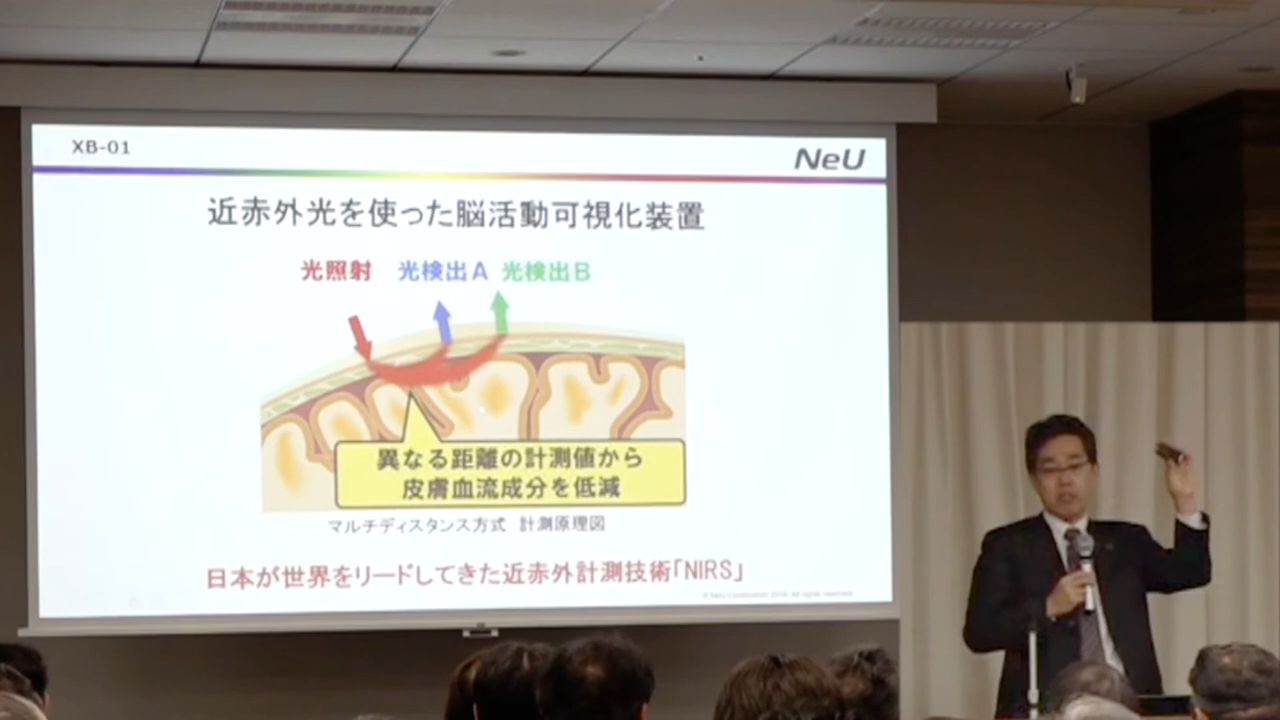 XB-01
NeU
近赤外光を使った脳活動可視化装置
光照射 光検出A 光検出B
異なる距離の計測値から
皮膚血流成分を低減
マルチディスタンス方式 計測原理図
日本が世界をリードしてきた近赤外計測技術「NIRS」